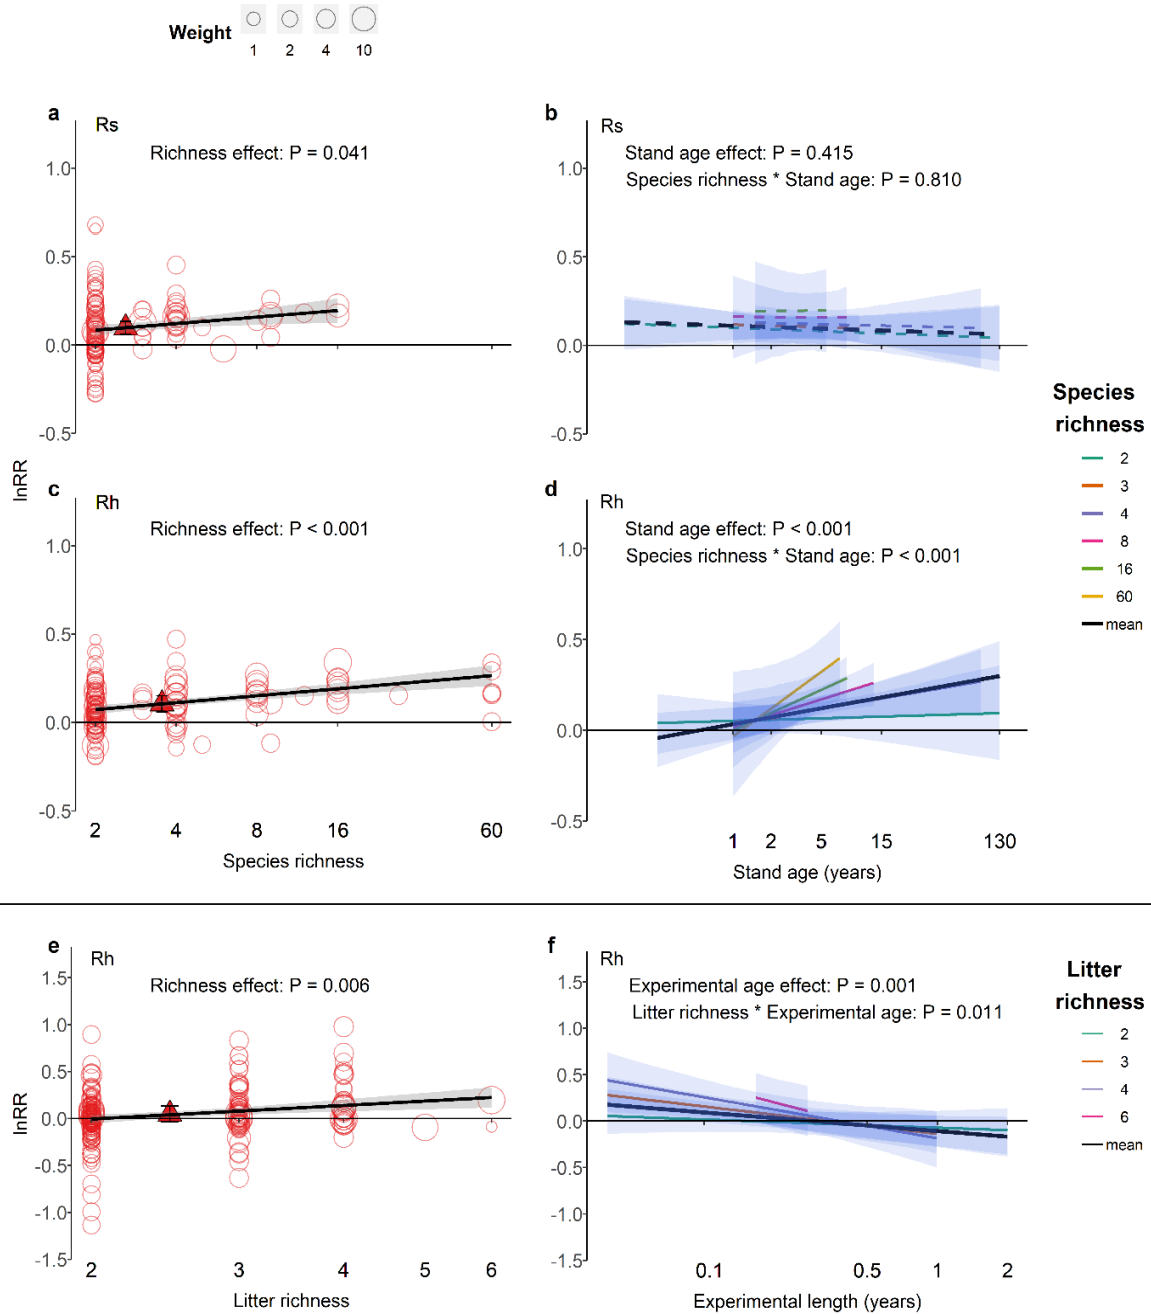 Weight
1 2 4 10
a
Rs
Richness effect: P = 0.041
1.0
0.5
0.0
-0.5
b
Rs
Stand age effect: P = 0.415
Species richness * Stand age: P = 0.810
1.0
0.5
0.0
-0.5
lnRR
c
Rh
Richness effect: P < 0.001
1.0
0.5
0.0
-0.5
2 4 8 16 60
Species richness
d
Rh
Stand age effect: P < 0.001
Species richness * Stand age: P < 0.001
1.0
0.5
0.0
-0.5
1 2 5 15 130
Stand age (years)
Species
richness
2
3
4
8
16
60
mean
e
Rh
Richness effect: P = 0.006
1.5
1.0
0.5
0.0
-0.5
-1.0
-1.5
lnRR
2 3 4 5 6
Litter richness
f
Rh
Experimental age effect: P = 0.001
Litter richness * Experimental age: P = 0.011
1.5
1.0
0.5
0.0
-0.5
-1.0
-1.5
0.1 0.5 1 2
Experimental length (years)
Litter
richness
2
3
4
6
mean